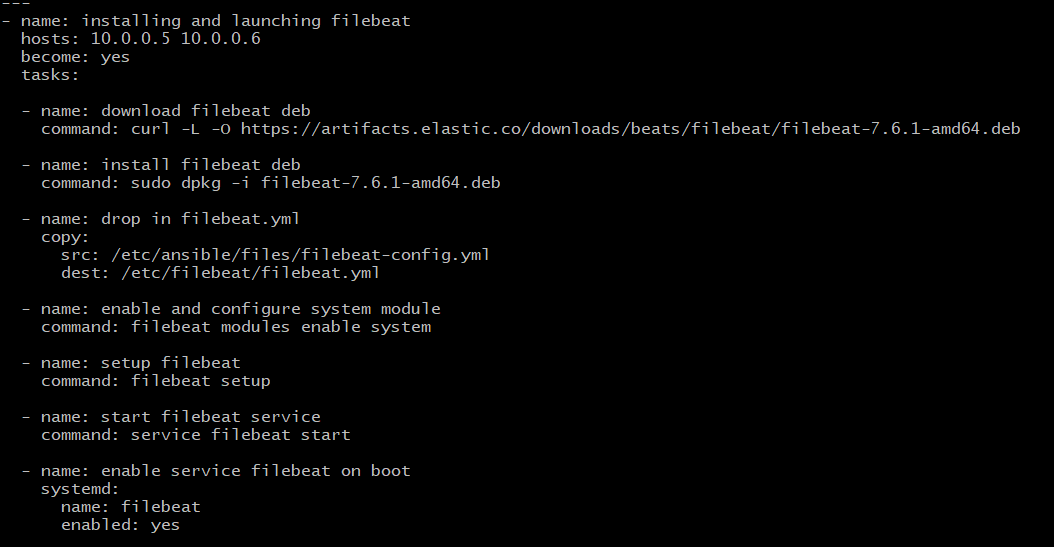 ---
- name: installing and launching filebeat
  hosts: 10.0.0.5 10.0.0.6
  become: yes
  tasks:

  - name: download filebeat deb
    command: curl -L -O https://artifacts.elastic.co/downloads/beats/filebeat/filebeat-7.6.1-amd64.deb

  - name: install filebeat deb
    command: sudo dpkg -i filebeat-7.6.1-amd64.deb

  - name: drop in filebeat.yml
    copy:
      src: /etc/ansible/files/filebeat-config.yml
      dest: /etc/filebeat/filebeat.yml

  - name: enable and configure system module
    command: filebeat modules enable system

  - name: setup filebeat
    command: filebeat setup

  - name: start filebeat service
    command: service filebeat start

  - name: enable service filebeat on boot
    systemd:
      name: filebeat
      enabled: yes